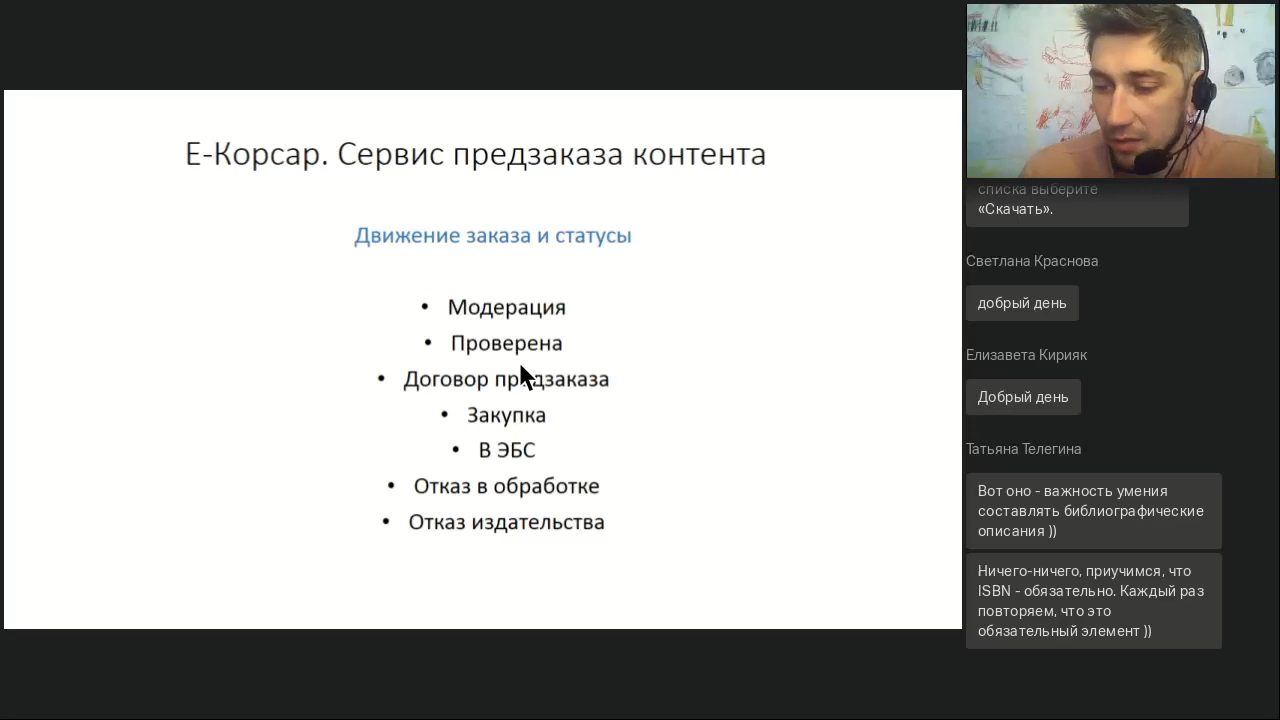 Е-Корсар. Сервис предзаказа контента
Движение заказа и статусы
• Модерация
• Проверена
• Договор предзаказа
• Закупка
• В ЭБС
• Отказ в обработке
• Отказ издательства
списка выберите
«Скачать».
Светлана Краснова
добрый день
Елизавета Кирияк
Добрый день
Татьяна Телегина
Вот оно - важность умения
составлять библиографические
описания ))
Ничего-ничего, приучимся, что
ISBN - обязательно. Каждый раз
повторяем, что это
обязательный элемент ))